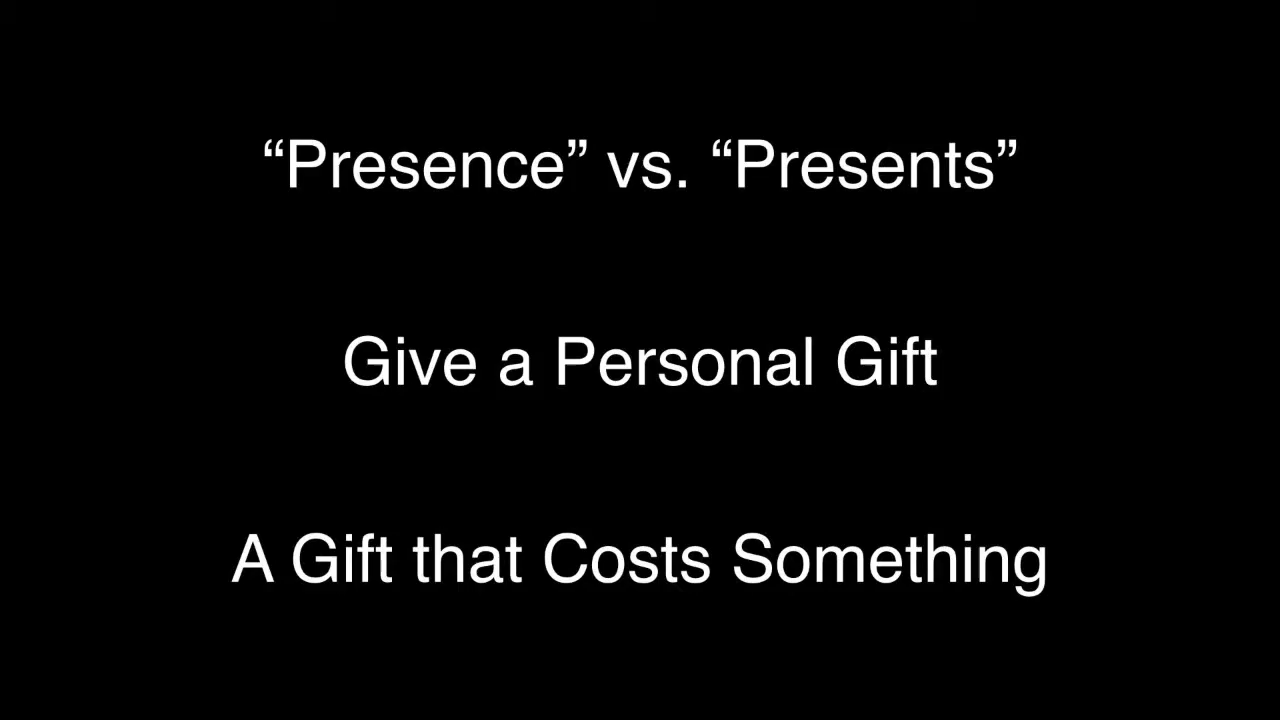 “Presence” vs. “Presents”
Give a Personal Gift
A Gift that Costs Something